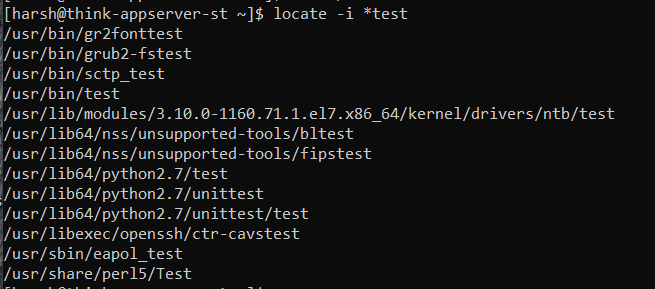 [harsh@think-appserver-st ~]$ locate -i *test
/usr/bin/gr2fonttest
/usr/bin/grub2-fstest
/usr/bin/sctp_test
/usr/bin/test
/usr/lib/modules/3.10.0-1160.71.1.el7.x86_64/kernel/drivers/ntb/test
/usr/lib64/nss/unsupported-tools/bltest
/usr/lib64/nss/unsupported-tools/fipstest
/usr/lib64/python2.7/test
/usr/lib64/python2.7/unittest
/usr/lib64/python2.7/unittest/test
/usr/libexec/openssh/ctr-cavstest
/usr/sbin/eapol_test
/usr/share/perl5/Test